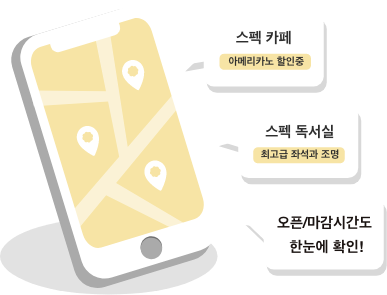 스펙 카페
아메리카노 할인중
스펙 독서실
최고급 좌석과 조명
오픈/마감시간도
한눈에 확인!